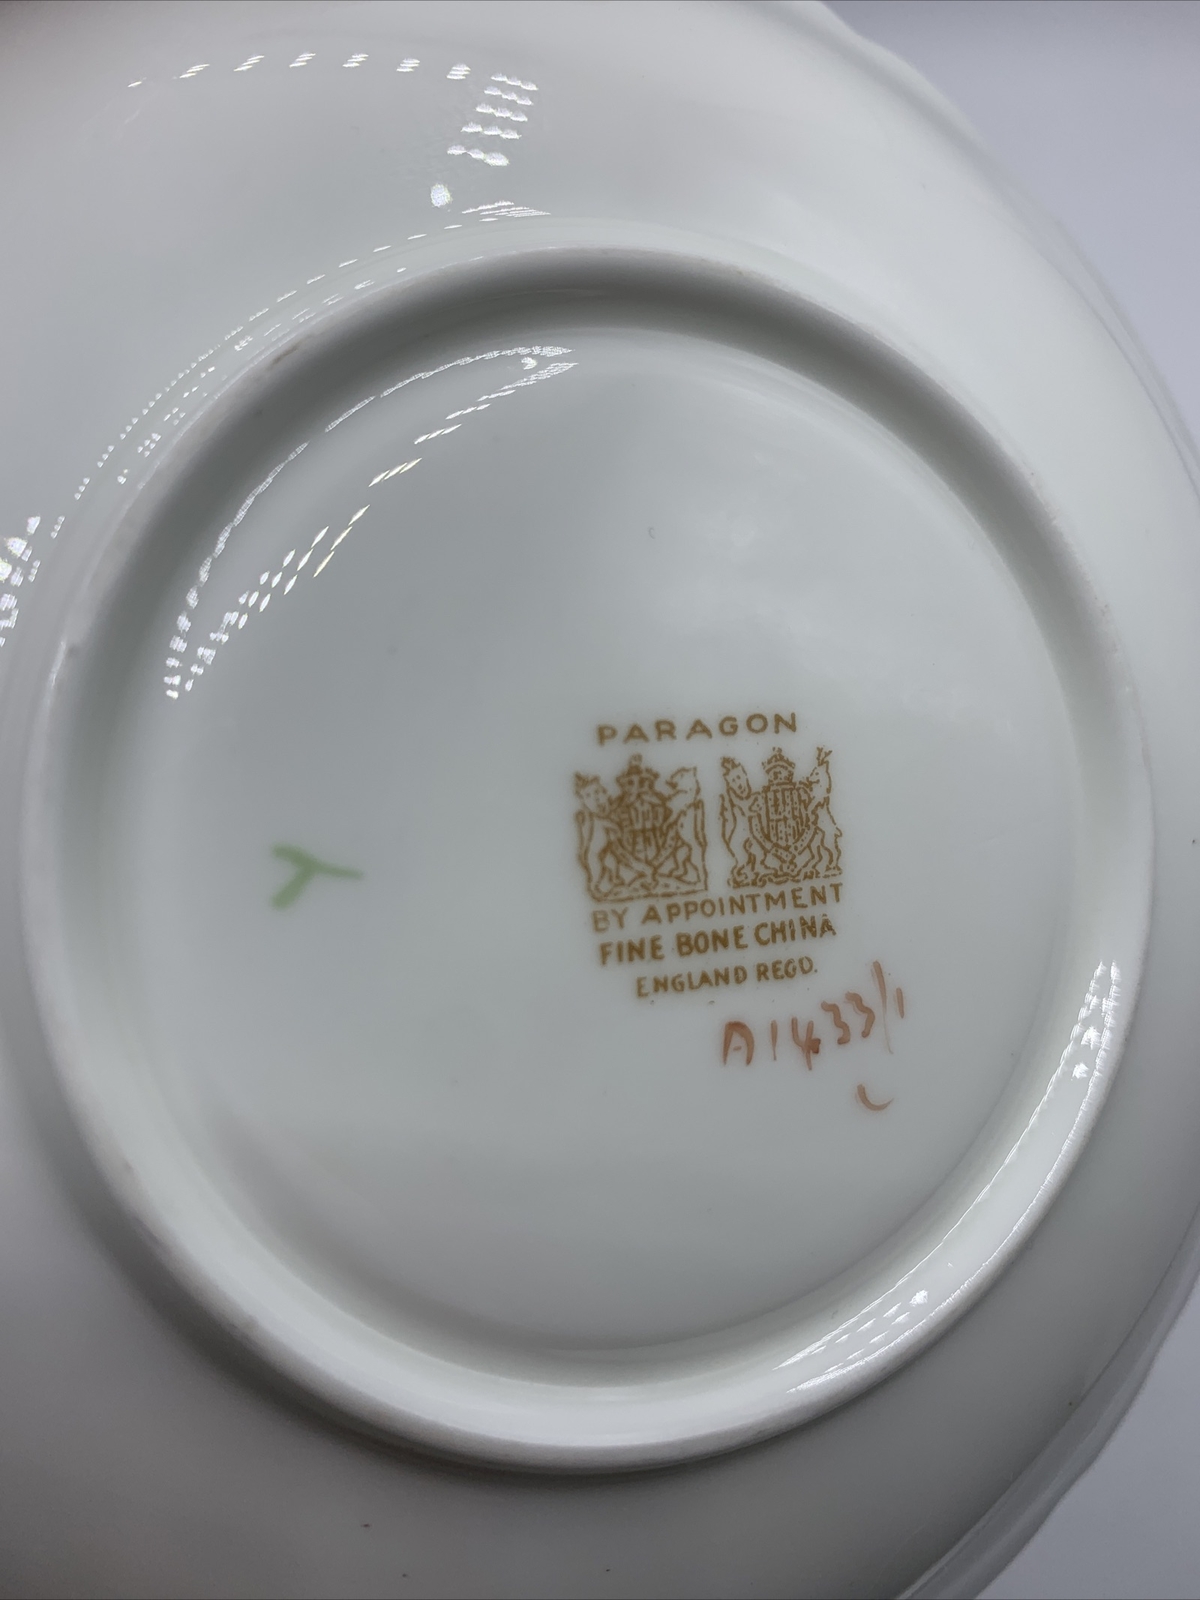 PARAGON
BY APPOINTMENT
FINE BONE CHINA
ENGLAND REGD.
A1433/1